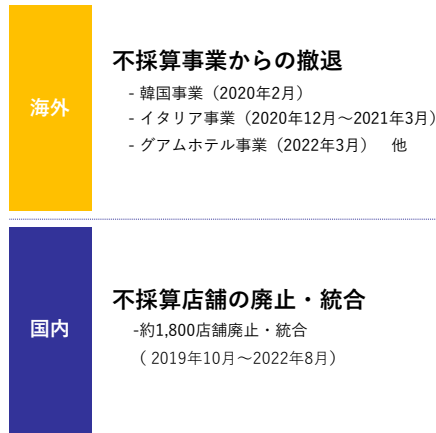 海外
不採算事業からの撤退
- 韓国事業（2020年2月）
- イタリア事業（2020年12月～2021年3月）
- グアムホテル事業（2022年3月）　他
国内
不採算店舗の廃止・統合
-約1,800店舗廃止・統合
（ 2019年10月～2022年8月）